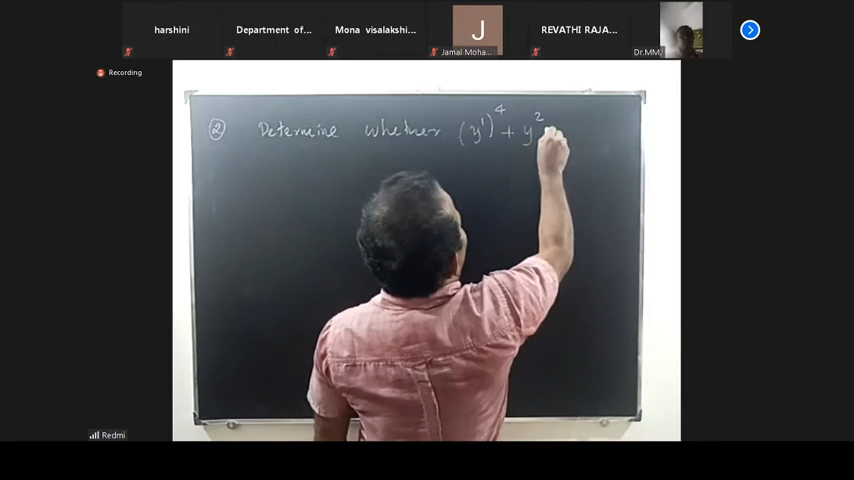 harshini
Department of...
Mona visalakshi...
J
Jamal Moha...
REVATHI RAJA...
Dr.MM,
Recording
② Determine whether (y')⁴ + y²
Redmi